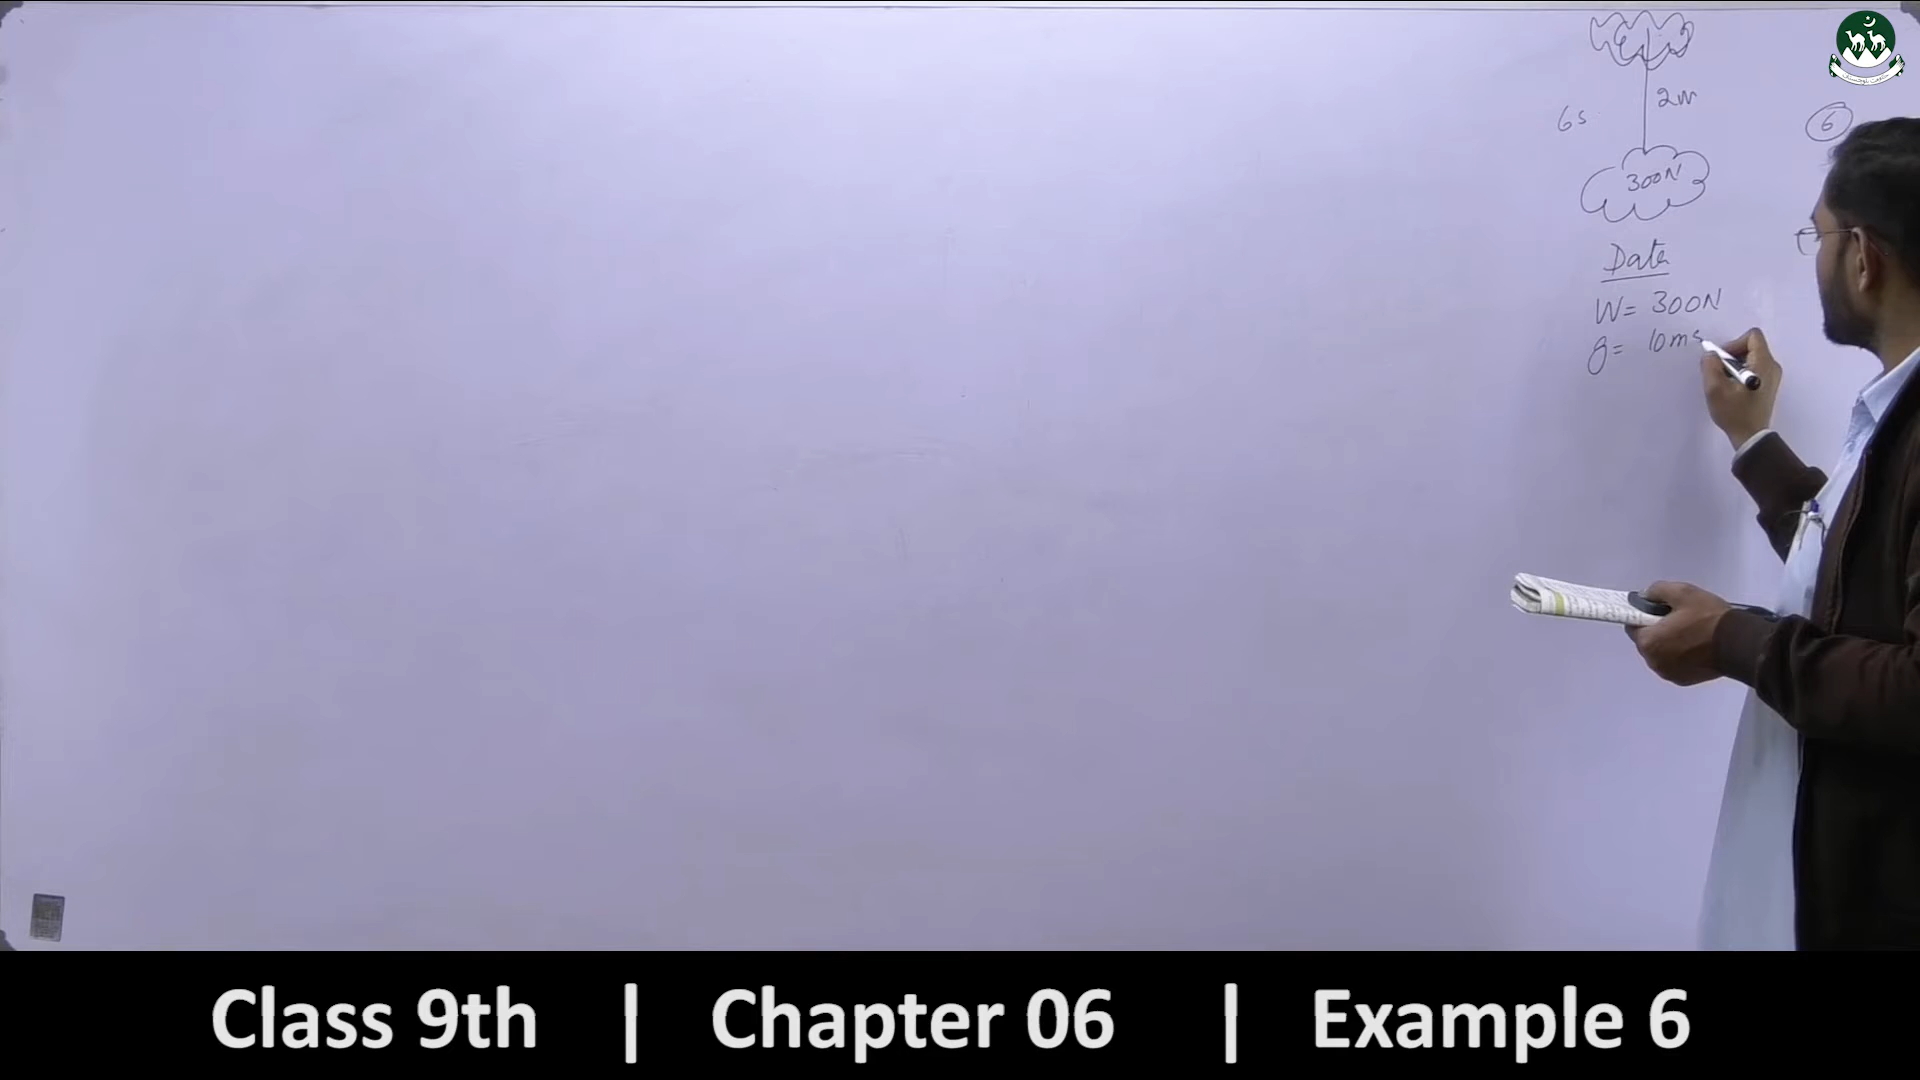 2m
6s
6
300N
Data
W= 300N
g= 10ms
Class 9th | Chapter 06 | Example 6